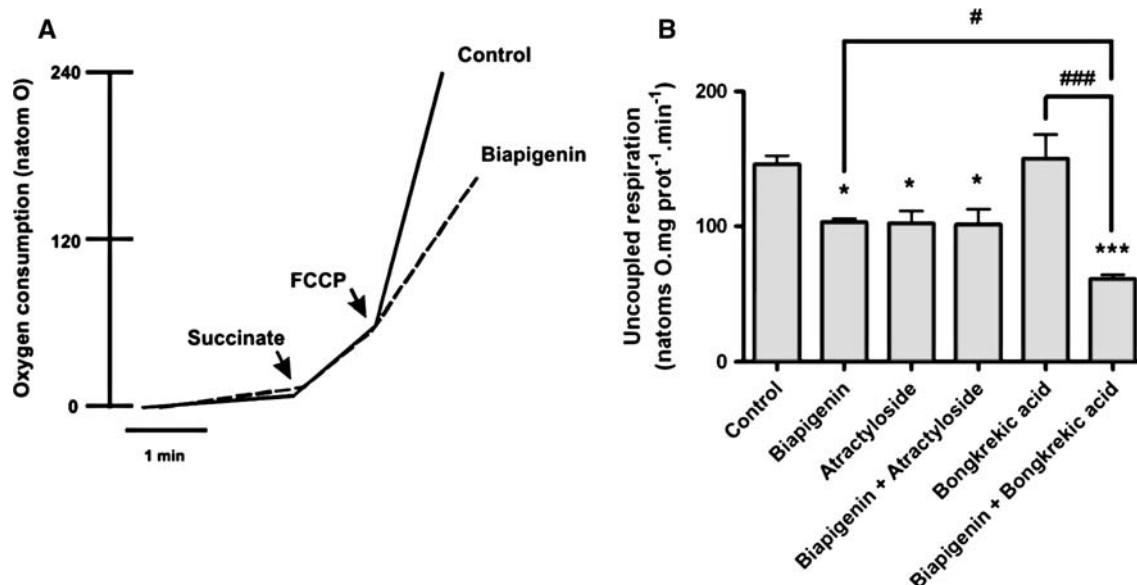 A
Oxygen consumption (natom O)
240
120
0
Control
Biapigenin
FCCP
Succinate
1 min
B
Uncoupled respiration
(natoms O.mg prot⁻¹.min⁻¹)
200
100
0
#
###
*
*
*
***
Control
Biapigenin
Atractyloside
Biapigenin + Atractyloside
Bongkrekic acid
Biapigenin + Bongkrekic acid